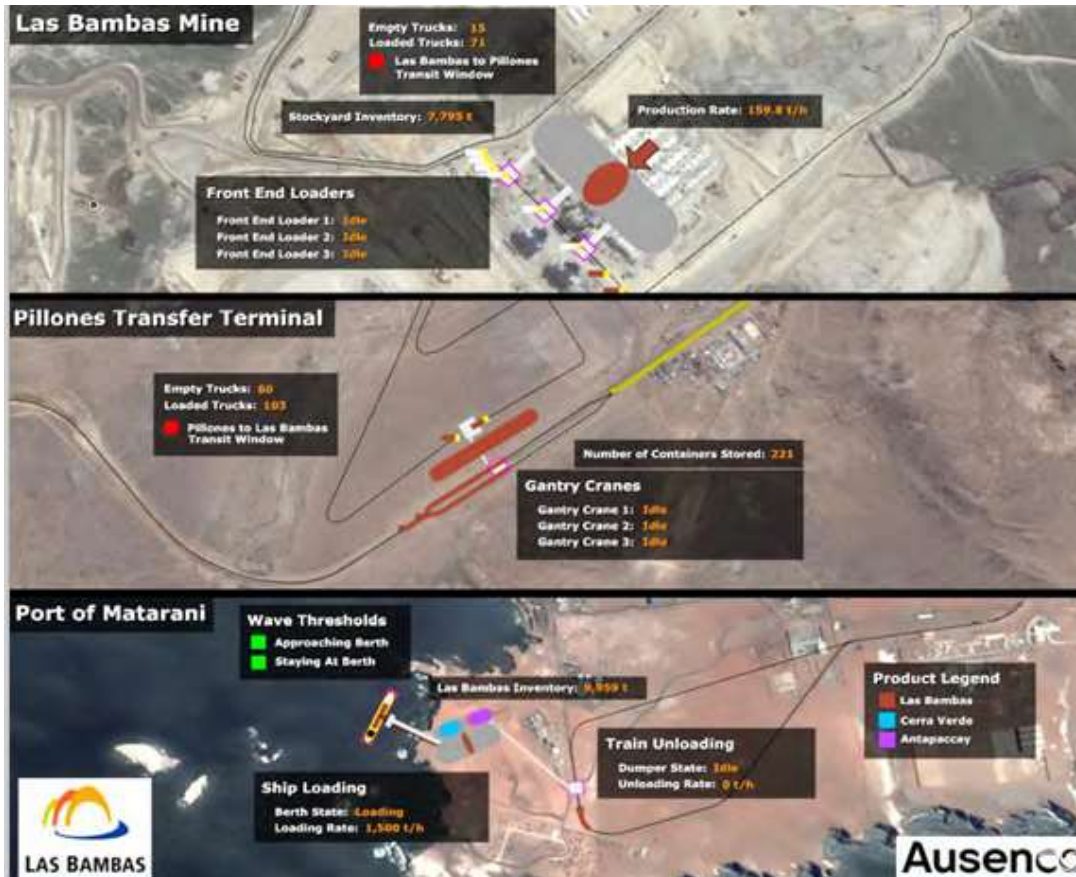 Las Bambas Mine
Empty Trucks: 15
Loaded Trucks: 71
Las Bambas to Pillones
Transit Window
Stockyard Inventory: 7,795 t
Production Rate: 159.8 t/h
Front End Loaders
Front End Loader 1: Idle
Front End Loader 2: Idle
Front End Loader 3: Idle
Pillones Transfer Terminal
Empty Trucks: 60
Loaded Trucks: 103
Pillones to Las Bambas
Transit Window
Number of Containers Stored: 221
Gantry Cranes
Gantry Crane 1: Idle
Gantry Crane 2: Idle
Gantry Crane 3: Idle
Port of Matarani
Wave Thresholds
Approaching Berth
Staying At Berth
Las Bambas Inventory: 9,959 t
Product Legend
Las Bambas
Cerra Verde
Antapaccay
Train Unloading
Dumper State: Idle
Unloading Rate: 0 t/h
Ship Loading
Berth State: Loading
Loading Rate: 1,500 t/h
LAS BAMBAS
Ausenco